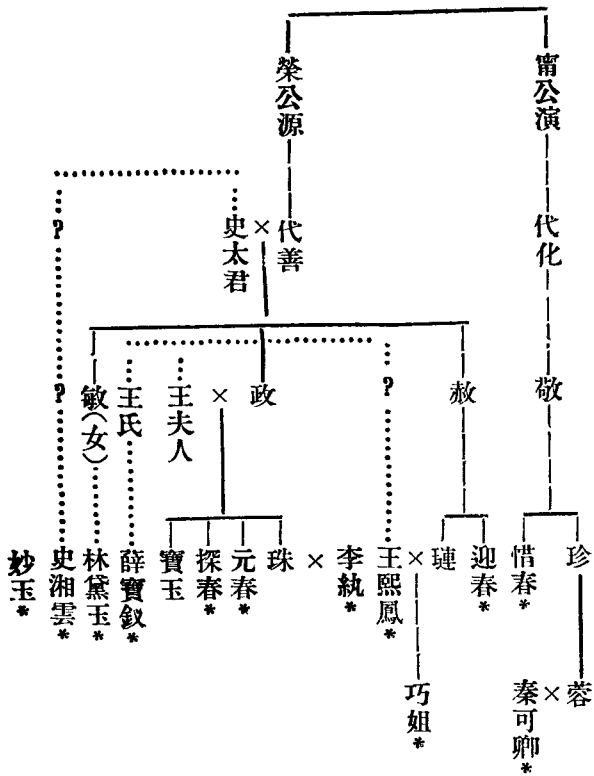 甯公演
榮公源
代化
代善
×
史太君
?
敬
赦
政
×
王夫人
王氏
敏(女)
?
?
珍
惜春*
迎春*
璉
×
王熙鳳*
李紈*
×
珠
元春*
探春*
寶玉
薛寶釵*
林黛玉*
史湘雲*
妙玉*
蓉
×
秦可卿*
巧姐*